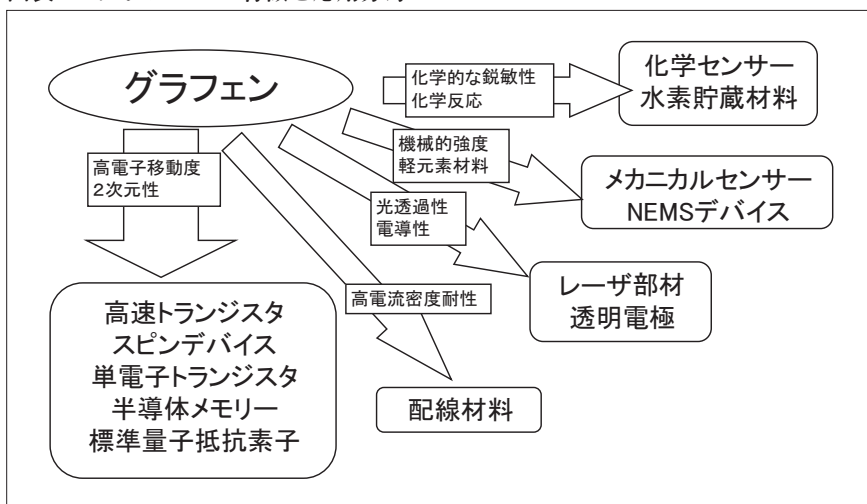 グラフェン
化学的な鋭敏性
化学反応
化学センサー
水素貯蔵材料
機械的強度
軽元素材料
メカニカルセンサー
NEMSデバイス
光透過性
電導性
レーザ部材
透明電極
高電流密度耐性
配線材料
高電子移動度
2次元性
高速トランジスタ
スピンデバイス
単電子トランジスタ
半導体メモリー
標準量子抵抗素子